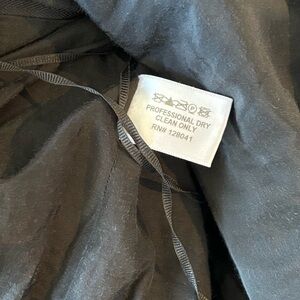 PROFESSIONAL DRY
CLEAN ONLY
RN# 128041